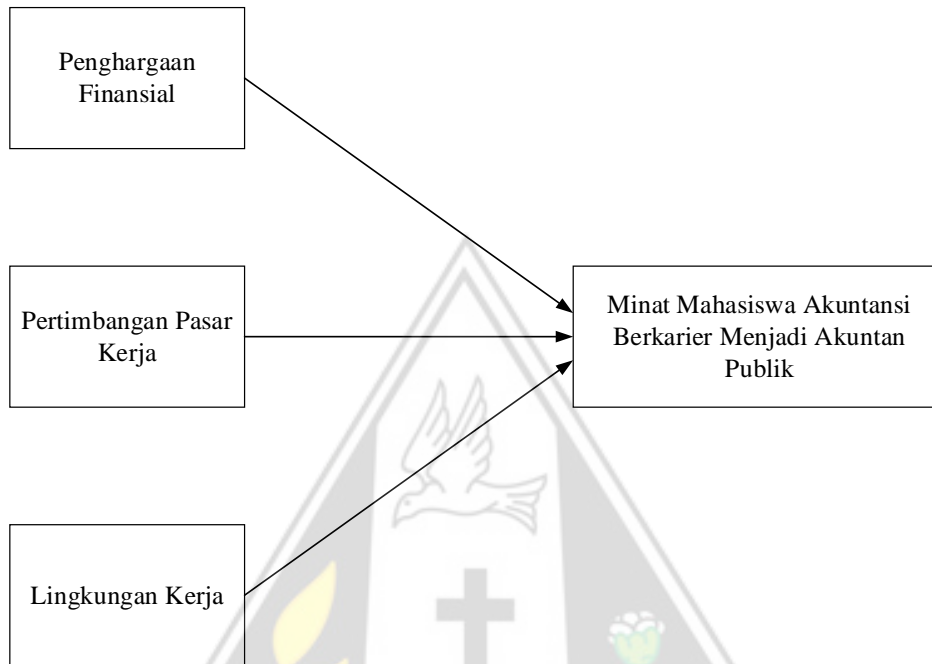 Penghargaan
Finansial
Pertimbangan Pasar
Kerja
Minat Mahasiswa Akuntansi
Berkarier Menjadi Akuntan
Publik
Lingkungan Kerja